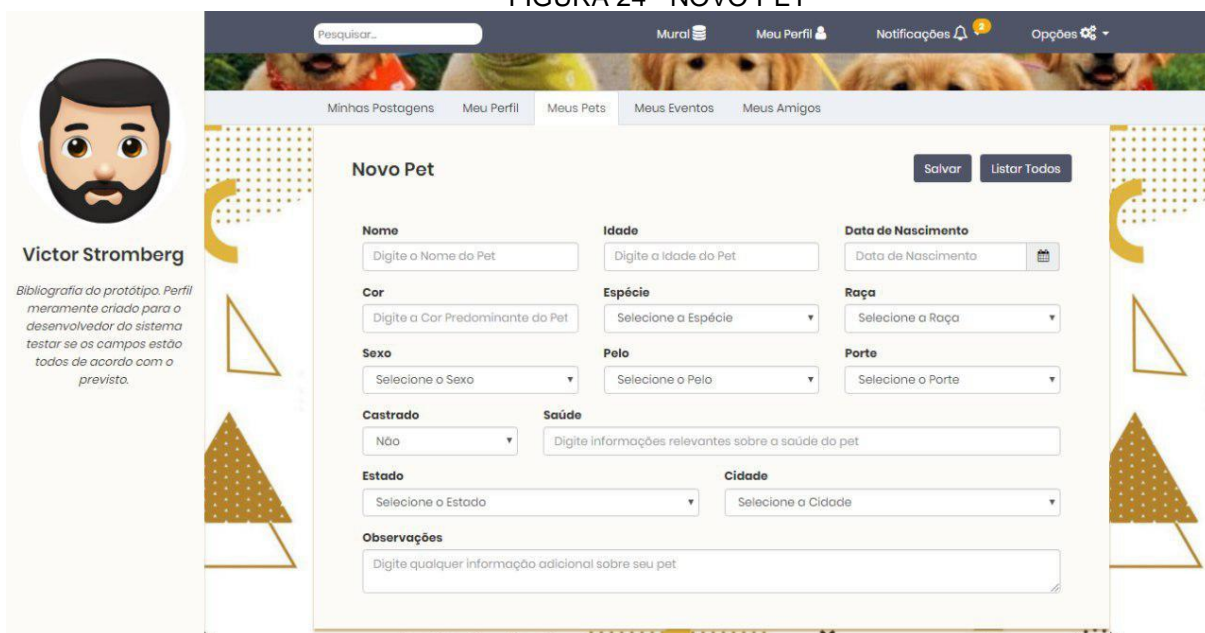 FIGURA 24 - NOVO PET
Pesquisar... Mural Meu Perfil Notificações 2 Opções
Minhas Postagens Meu Perfil Meus Pets Meus Eventos Meus Amigos
Victor Stromberg
Bibliografia do protótipo. Perfil
meramente criado para o
desenvolvedor do sistema
testar se os campos estão
todos de acordo com o
previsto.
Novo Pet Salvar Listar Todos
Nome Idade Data de Nascimento
Digite o Nome do Pet Digite a Idade do Pet Data de Nascimento
Cor Espécie Raça
Digite a Cor Predominante do Pet Selecione a Espécie Selecione a Raça
Sexo Pelo Porte
Selecione o Sexo Selecione o Pelo Selecione o Porte
Castrado Saúde
Não Digite informações relevantes sobre a saúde do pet
Estado Cidade
Selecione o Estado Selecione a Cidade
Observações
Digite qualquer informação adicional sobre seu pet